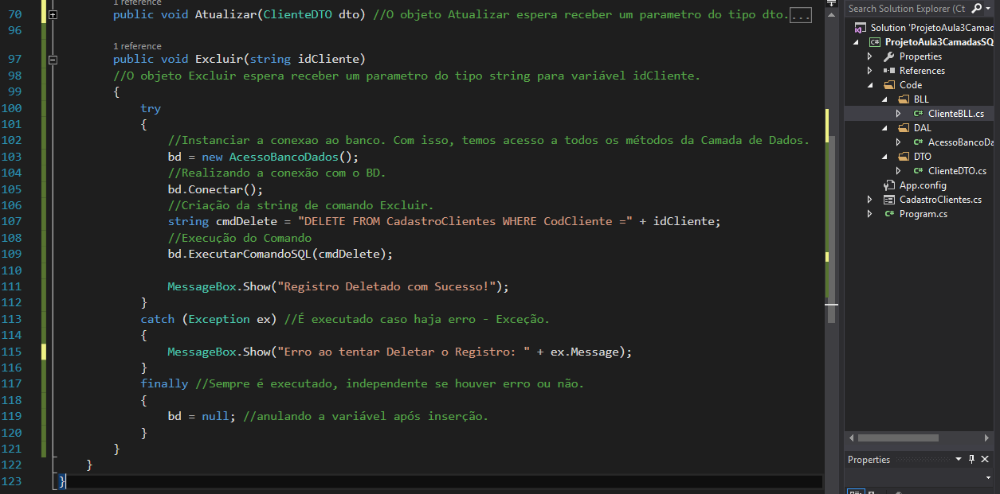 1 reference
70 public void Atualizar(ClienteDTO dto) //O objeto Atualizar espera receber um parametro do tipo dto....
96
1 reference
97 public void Excluir(string idCliente)
98 //O objeto Excluir espera receber um parametro do tipo string para variável idCliente.
99 {
100 try
101 {
102 //Instanciar a conexao ao banco. Com isso, temos acesso a todos os métodos da Camada de Dados.
103 bd = new AcessoBancoDados();
104 //Realizando a conexão com o BD.
105 bd.Conectar();
106 //Criação da string de comando Excluir.
107 string cmdDelete = "DELETE FROM CadastroClientes WHERE CodCliente =" + idCliente;
108 //Execução do Comando
109 bd.ExecutarComandoSQL(cmdDelete);
110
111 MessageBox.Show("Registro Deletado com Sucesso!");
112 }
113 catch (Exception ex) //É executado caso haja erro - Exceção.
114 {
115 MessageBox.Show("Erro ao tentar Deletar o Registro: " + ex.Message);
116 }
117 finally //Sempre é executado, independente se houver erro ou não.
118 {
119 bd = null; //anulando a variável após inserção.
120 }
121 }
122 }
123 }
Search Solution Explorer (Ct
Solution 'ProjetoAula3Camad
C# ProjetoAula3CamadasSQ
Properties
References
Code
BLL
C# ClienteBLL.cs
DAL
C# AcessoBancoDa
DTO
C# ClienteDTO.cs
App.config
CadastroClientes.cs
C# Program.cs
Properties